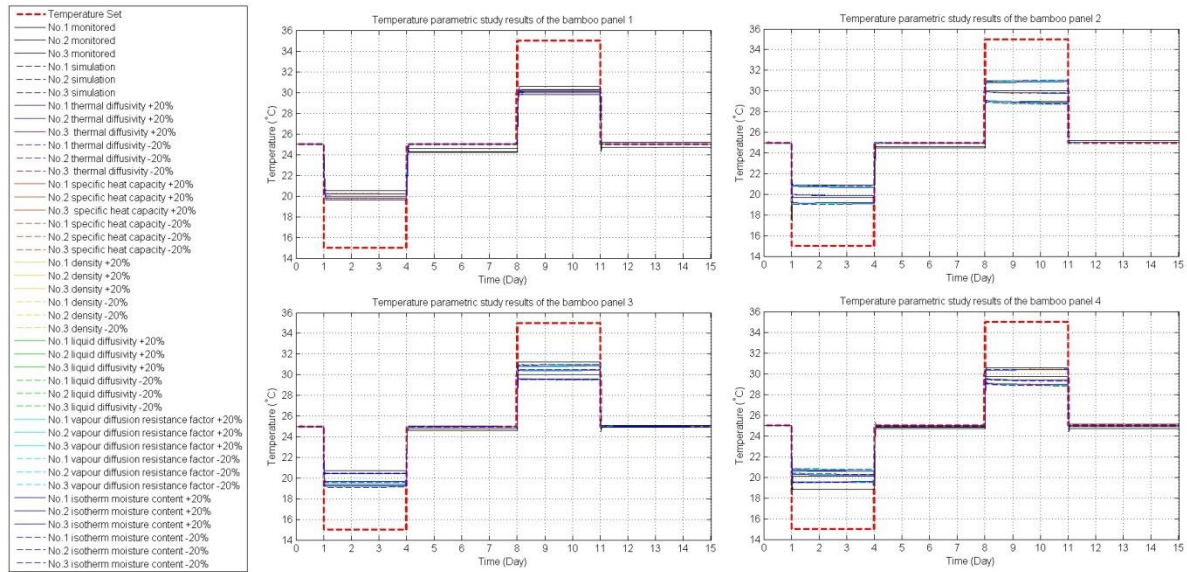 Temperature Set
No.1 monitored
No.2 monitored
No.3 monitored
No.1 simulation
No.2 simulation
No.3 simulation
No.1 thermal diffusivity +20%
No.2 thermal diffusivity +20%
No.3 thermal diffusivity +20%
No.1 thermal diffusivity -20%
No.2 thermal diffusivity -20%
No.3 thermal diffusivity -20%
No.1 specific heat capacity +20%
No.2 specific heat capacity +20%
No.3 specific heat capacity +20%
No.1 specific heat capacity -20%
No.2 specific heat capacity -20%
No.3 specific heat capacity -20%
No.1 density +20%
No.2 density +20%
No.3 density +20%
No.1 density -20%
No.2 density -20%
No.3 density -20%
No.1 liquid diffusivity +20%
No.2 liquid diffusivity +20%
No.3 liquid diffusivity +20%
No.1 liquid diffusivity -20%
No.2 liquid diffusivity -20%
No.3 liquid diffusivity -20%
No.1 vapour diffusion resistance factor +20%
No.2 vapour diffusion resistance factor +20%
No.3 vapour diffusion resistance factor +20%
No.1 vapour diffusion resistance factor -20%
No.2 vapour diffusion resistance factor -20%
No.3 vapour diffusion resistance factor -20%
No.1 isotherm moisture content +20%
No.2 isotherm moisture content +20%
No.3 isotherm moisture content +20%
No.1 isotherm moisture content -20%
No.2 isotherm moisture content -20%
No.3 isotherm moisture content -20%
Temperature parametric study results of the bamboo panel 1
Temperature (°C)
36
34
32
30
28
26
24
22
20
18
16
14
0 1 2 3 4 5 6 7 8 9 10 11 12 13 14 15
Time (Day)
Temperature parametric study results of the bamboo panel 2
Temperature (°C)
36
34
32
30
28
26
24
22
20
18
16
14
0 1 2 3 4 5 6 7 8 9 10 11 12 13 14 15
Time (Day)
Temperature parametric study results of the bamboo panel 3
Temperature (°C)
36
34
32
30
28
26
24
22
20
18
16
14
0 1 2 3 4 5 6 7 8 9 10 11 12 13 14 15
Time (Day)
Temperature parametric study results of the bamboo panel 4
Temperature (°C)
36
34
32
30
28
26
24
22
20
18
16
14
0 1 2 3 4 5 6 7 8 9 10 11 12 13 14 15
Time (Day)